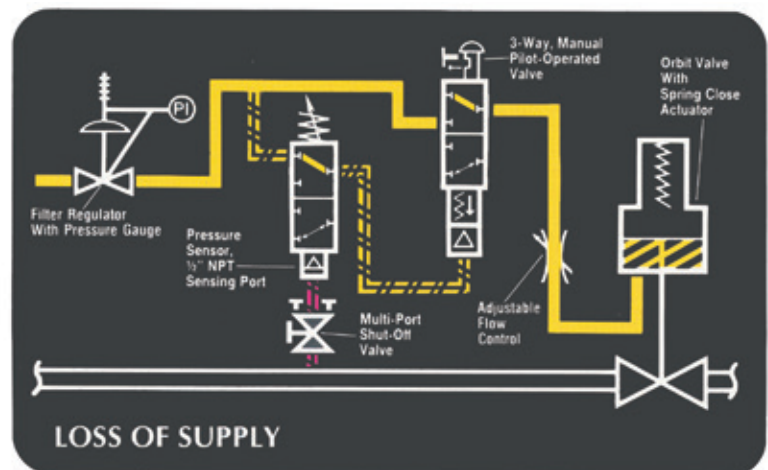 3-Way, Manual
Pilot-Operated
Valve
Orbit Valve
With
Spring Close
Actuator
PI
Filter Regulator
With Pressure Gauge
Pressure
Sensor,
½" NPT
Sensing Port
Multi-Port
Shut-Off
Valve
Adjustable
Flow
Control
LOSS OF SUPPLY